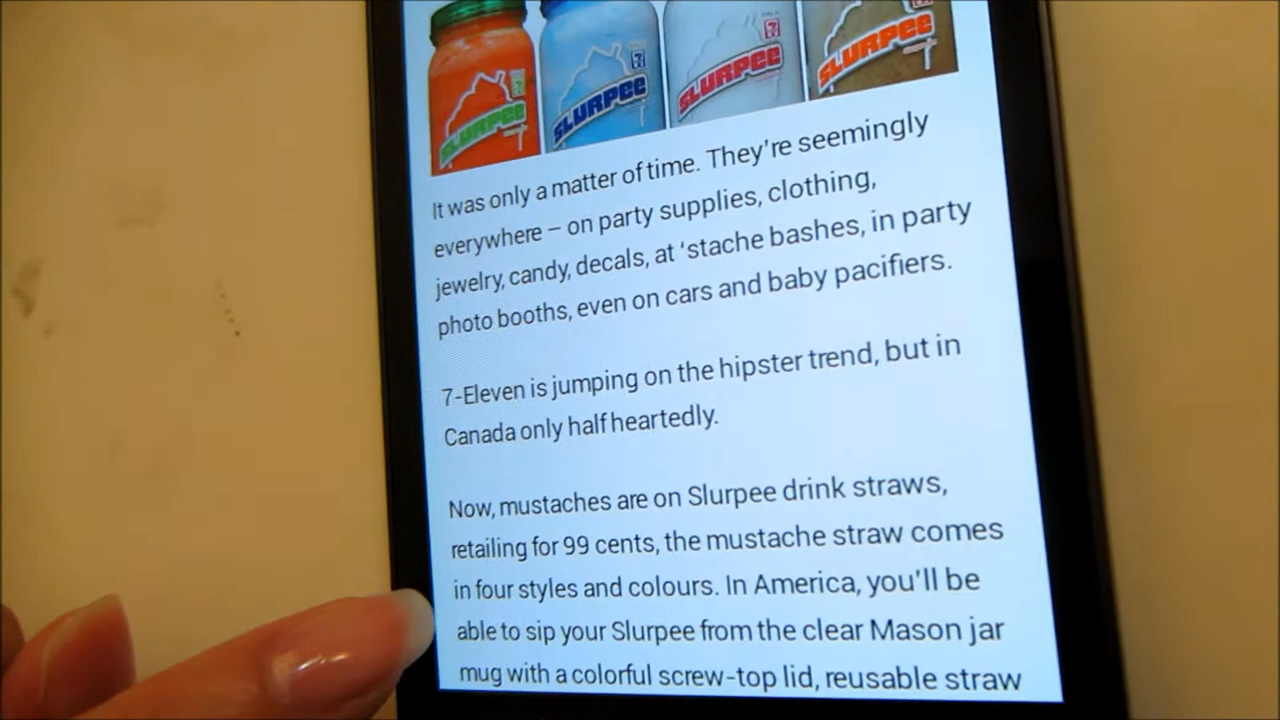 SLURPEE SLURPEE SLURPEE SLURPEE
It was only a matter of time. They're seemingly
everywhere – on party supplies, clothing,
jewelry, candy, decals, at ‘stache bashes, in party
photo booths, even on cars and baby pacifiers.
7-Eleven is jumping on the hipster trend, but in
Canada only half heartedly.
Now, mustaches are on Slurpee drink straws,
retailing for 99 cents, the mustache straw comes
in four styles and colours. In America, you'll be
able to sip your Slurpee from the clear Mason jar
mug with a colorful screw-top lid, reusable straw